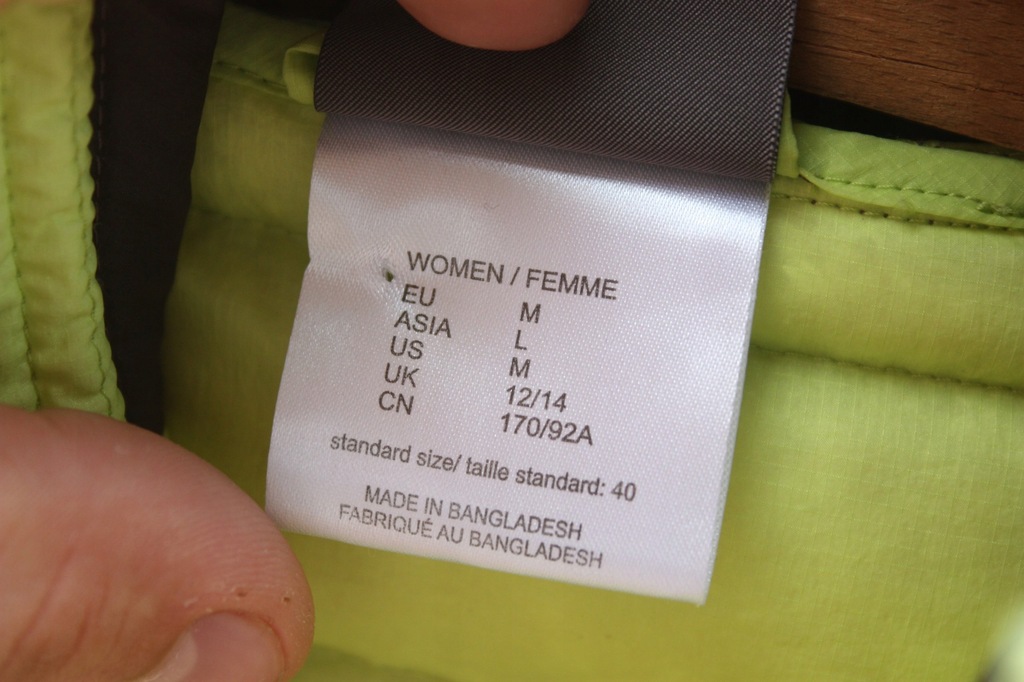 WOMEN / FEMME
EU M
ASIA L
US M
UK 12/14
CN 170/92A
standard size/ taille standard: 40
MADE IN BANGLADESH
FABRIQUÉ AU BANGLADESH